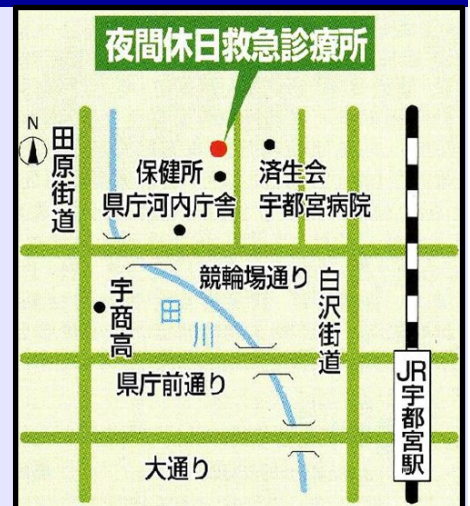 夜間休日救急診療所
N
田原街道
保健所
済生会
県庁河内庁舎
宇都宮病院
競輪場通り
白沢街道
宇商高
田川
県庁前通り
JR宇都宮駅
大通り